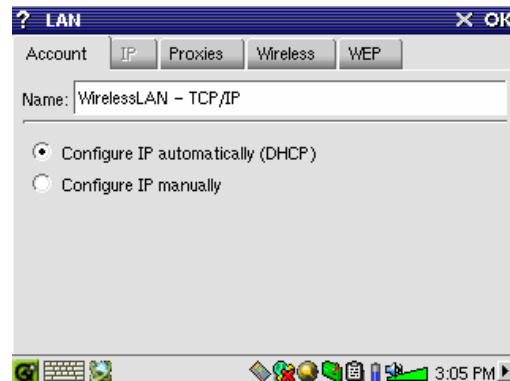 ? LAN × OK
Account IP Proxies Wireless WEP
Name: WirelessLAN – TCP/IP
Configure IP automatically (DHCP)
Configure IP manually
3:05 PM